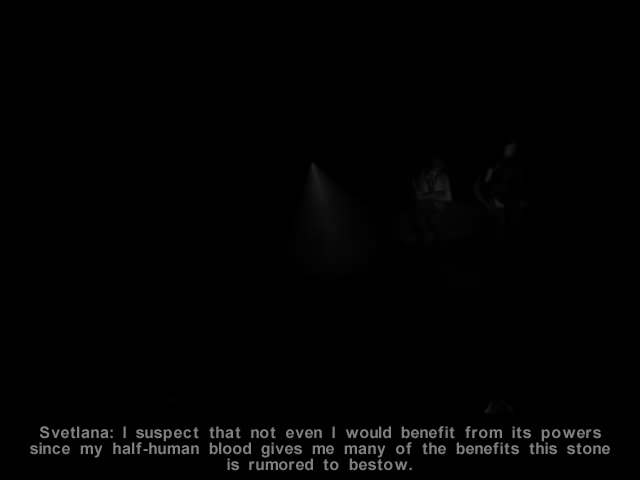 Svetlana: I suspect that not even I would benefit from its powers
since my half-human blood gives me many of the benefits this stone
is rumored to bestow.